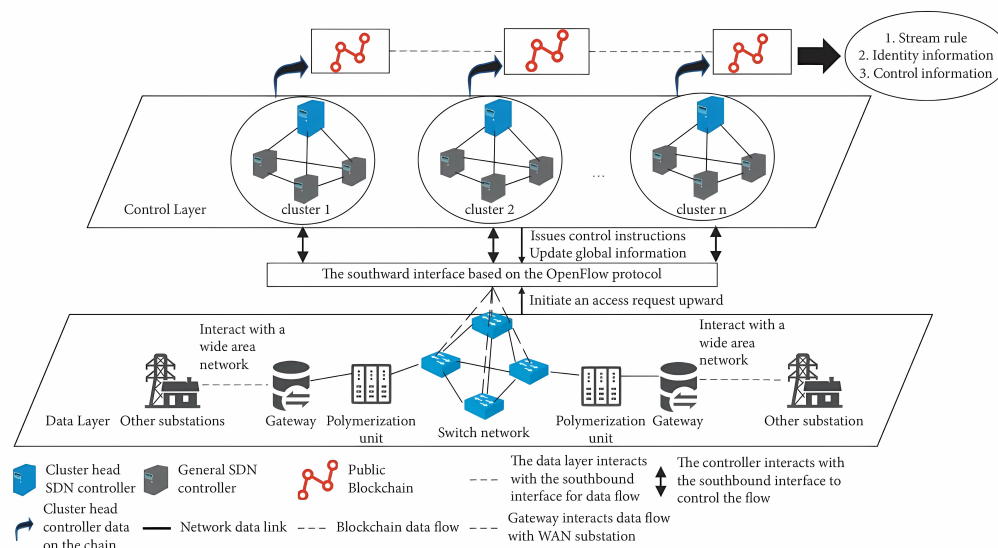 1. Stream rule
2. Identity information
3. Control information
Control Layer
cluster 1
cluster 2
...
cluster n
Issues control instructions
Update global information
The southward interface based on the OpenFlow protocol
Initiate an access request upward
Interact with a
wide area
network
Interact with a
wide area
network
Data Layer
Other substations
Gateway
Polymerization
unit
Switch network
Polymerization
unit
Gateway
Other substation
Cluster head
SDN controller
General SDN
controller
Public
Blockchain
The data layer interacts
with the southbound
interface for data flow
The controller interacts with
the southbound interface to
control the flow
Cluster head
controller data
on the chain
Network data link
Blockchain data flow
Gateway interacts data flow
with WAN substation